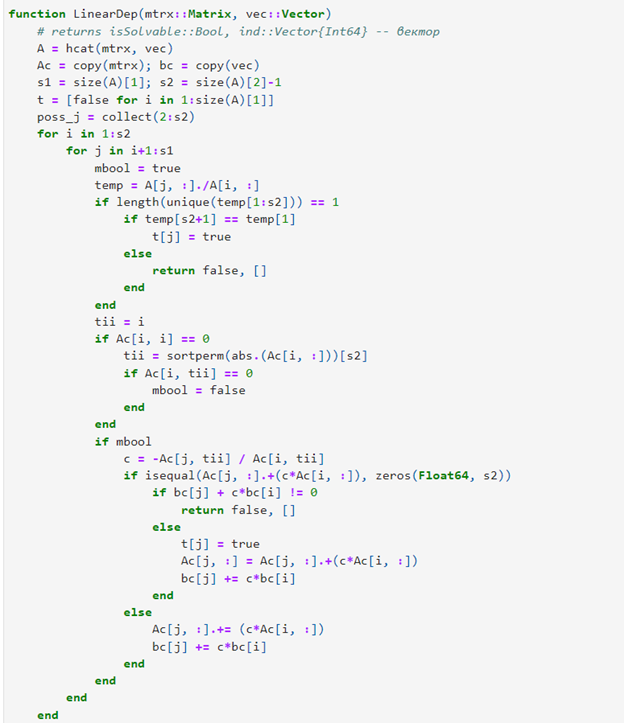 function LinearDep(mtrx::Matrix, vec::Vector)
    # returns isSolvable::Bool, ind::Vector{Int64} -- вектор
    A = hcat(mtrx, vec)
    Ac = copy(mtrx); bc = copy(vec)
    s1 = size(A)[1]; s2 = size(A)[2]-1
    t = [false for i in 1:size(A)[1]]
    poss_j = collect(2:s2)
    for i in 1:s2
        for j in i+1:s1
            mbool = true
            temp = A[j, :]./A[i, :]
            if length(unique(temp[1:s2])) == 1
                if temp[s2+1] == temp[1]
                    t[j] = true
                else
                    return false, []
                end
            end
            tii = i
            if Ac[i, i] == 0
                tii = sortperm(abs.(Ac[i, :]))[s2]
                if Ac[i, tii] == 0
                    mbool = false
                end
            end
            if mbool
                c = -Ac[j, tii] / Ac[i, tii]
                if isequal(Ac[j, :].+(c*Ac[i, :]), zeros(Float64, s2))
                    if bc[j] + c*bc[i] != 0
                        return false, []
                    else
                        t[j] = true
                        Ac[j, :] = Ac[j, :].+(c*Ac[i, :])
                        bc[j] += c*bc[i]
                    end
                else
                    Ac[j, :].+= (c*Ac[i, :])
                    bc[j] += c*bc[i]
                end
            end
        end
    end